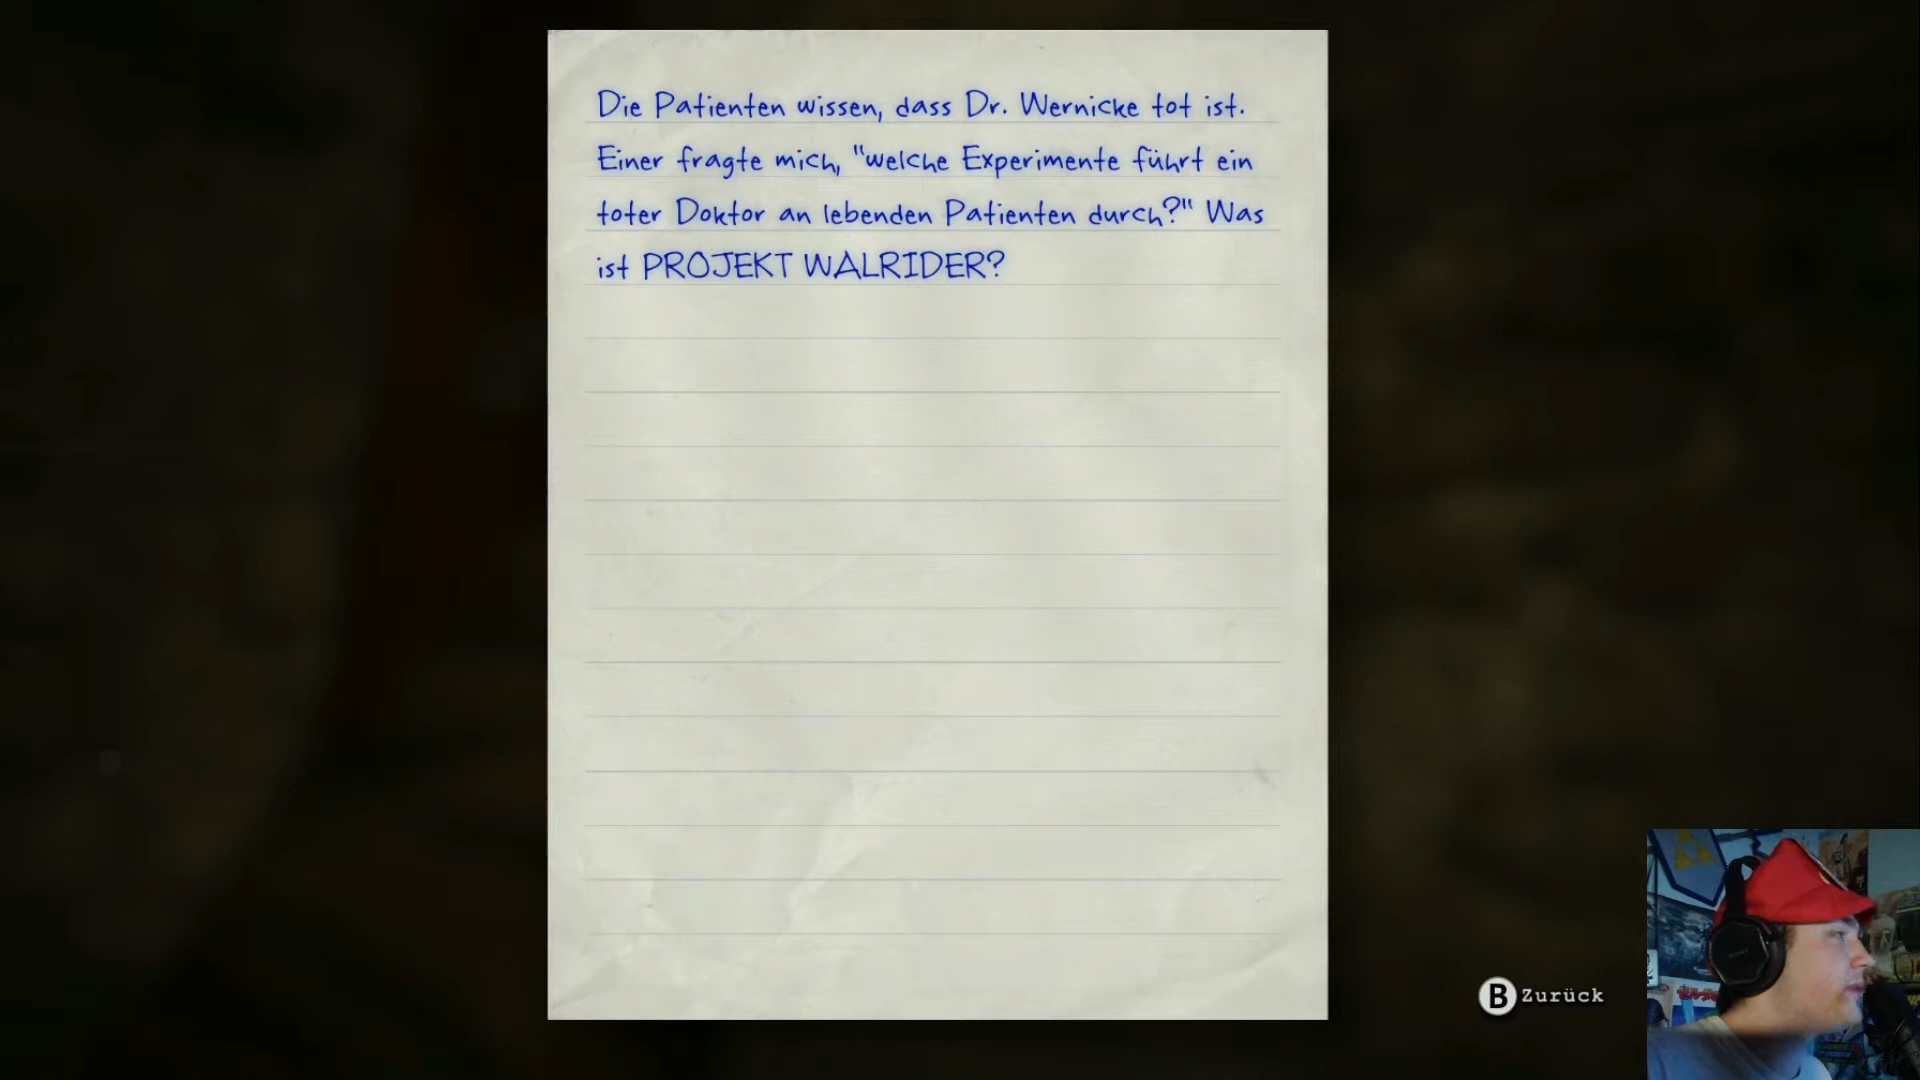 Die Patienten wissen, dass Dr. Wernicke tot ist.
Einer fragte mich, "welche Experimente führt ein
toter Doktor an lebenden Patienten durch?" Was
ist PROJEKT WALRIDER?
B Zurück